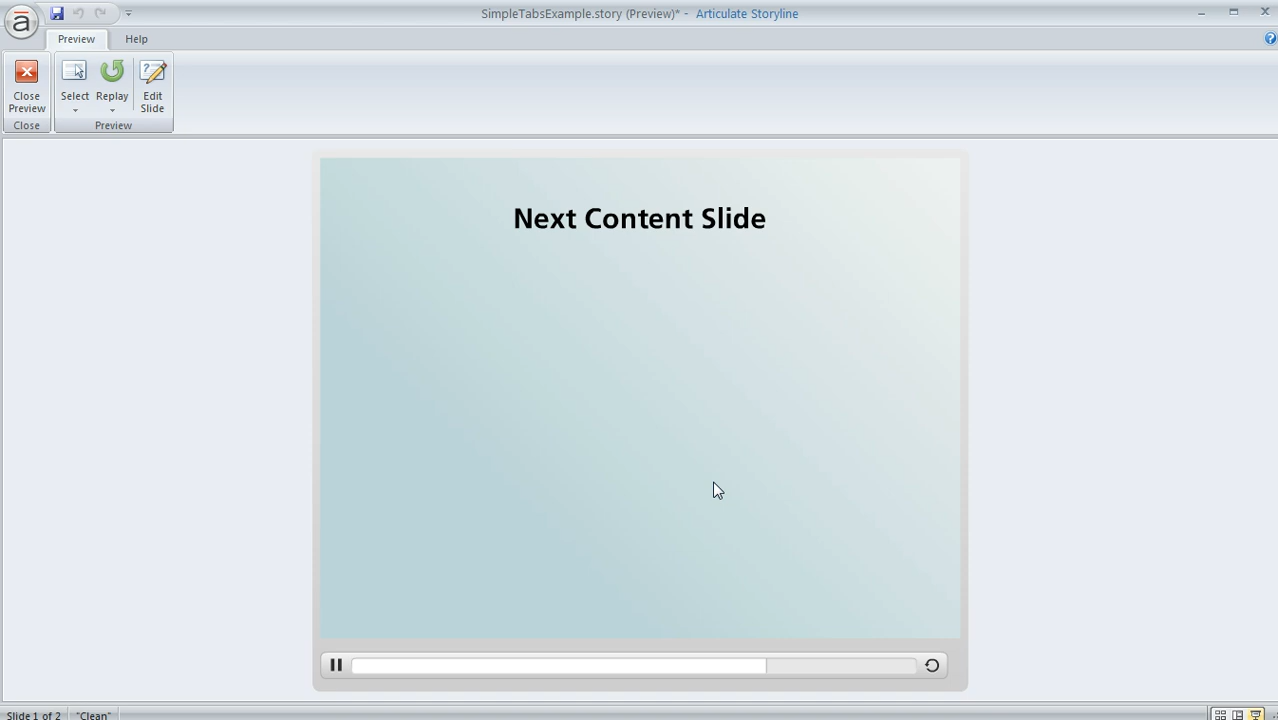 SimpleTabsExample.story (Preview)* - Articulate Storyline
Preview Help
Close Preview
Select
Replay
Edit Slide
Close
Preview
Next Content Slide
Slide 1 of 2 "Clean"